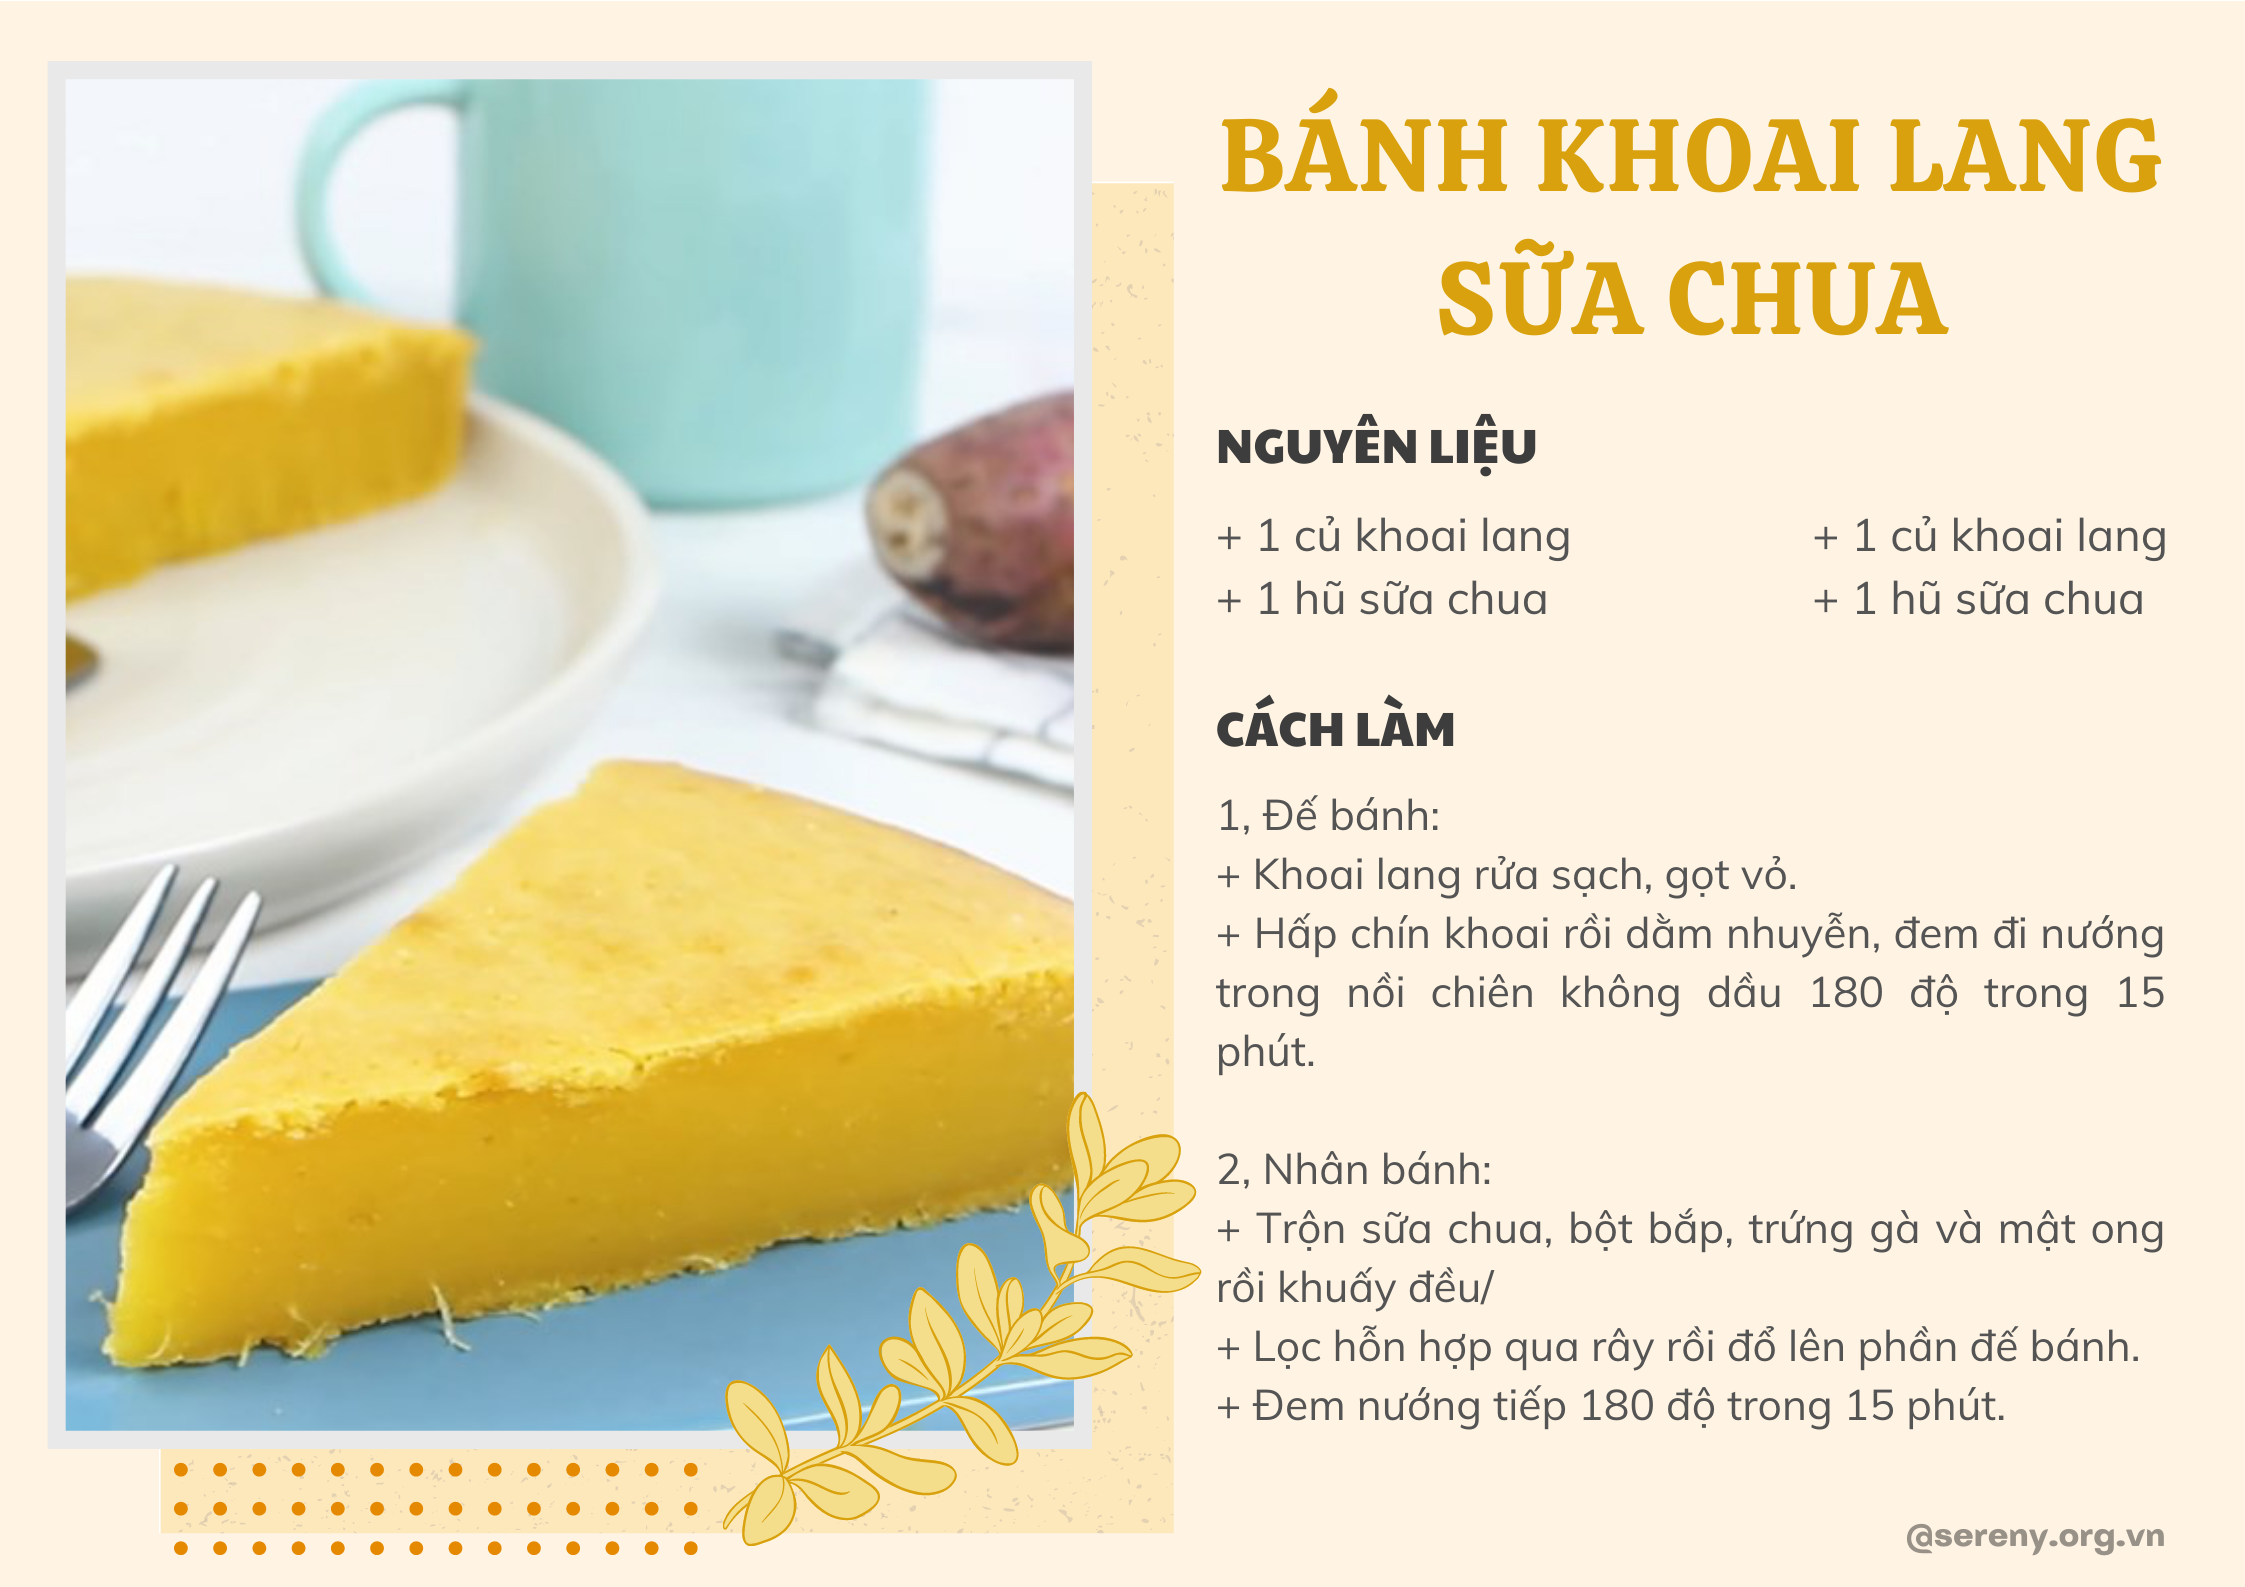 BÁNH KHOAI LANG
SỮA CHUA
NGUYÊN LIỆU
+ 1 củ khoai lang
+ 1 hũ sữa chua
+ 1 củ khoai lang
+ 1 hũ sữa chua
CÁCH LÀM
1, Đế bánh:
+ Khoai lang rửa sạch, gọt vỏ.
+ Hấp chín khoai rồi dằm nhuyễn, đem đi nướng
trong nồi chiên không dầu 180 độ trong 15
phút.
2, Nhân bánh:
+ Trộn sữa chua, bột bắp, trứng gà và mật ong
rồi khuấy đều/
+ Lọc hỗn hợp qua rây rồi đổ lên phần đế bánh.
+ Đem nướng tiếp 180 độ trong 15 phút.
@sereny.org.vn